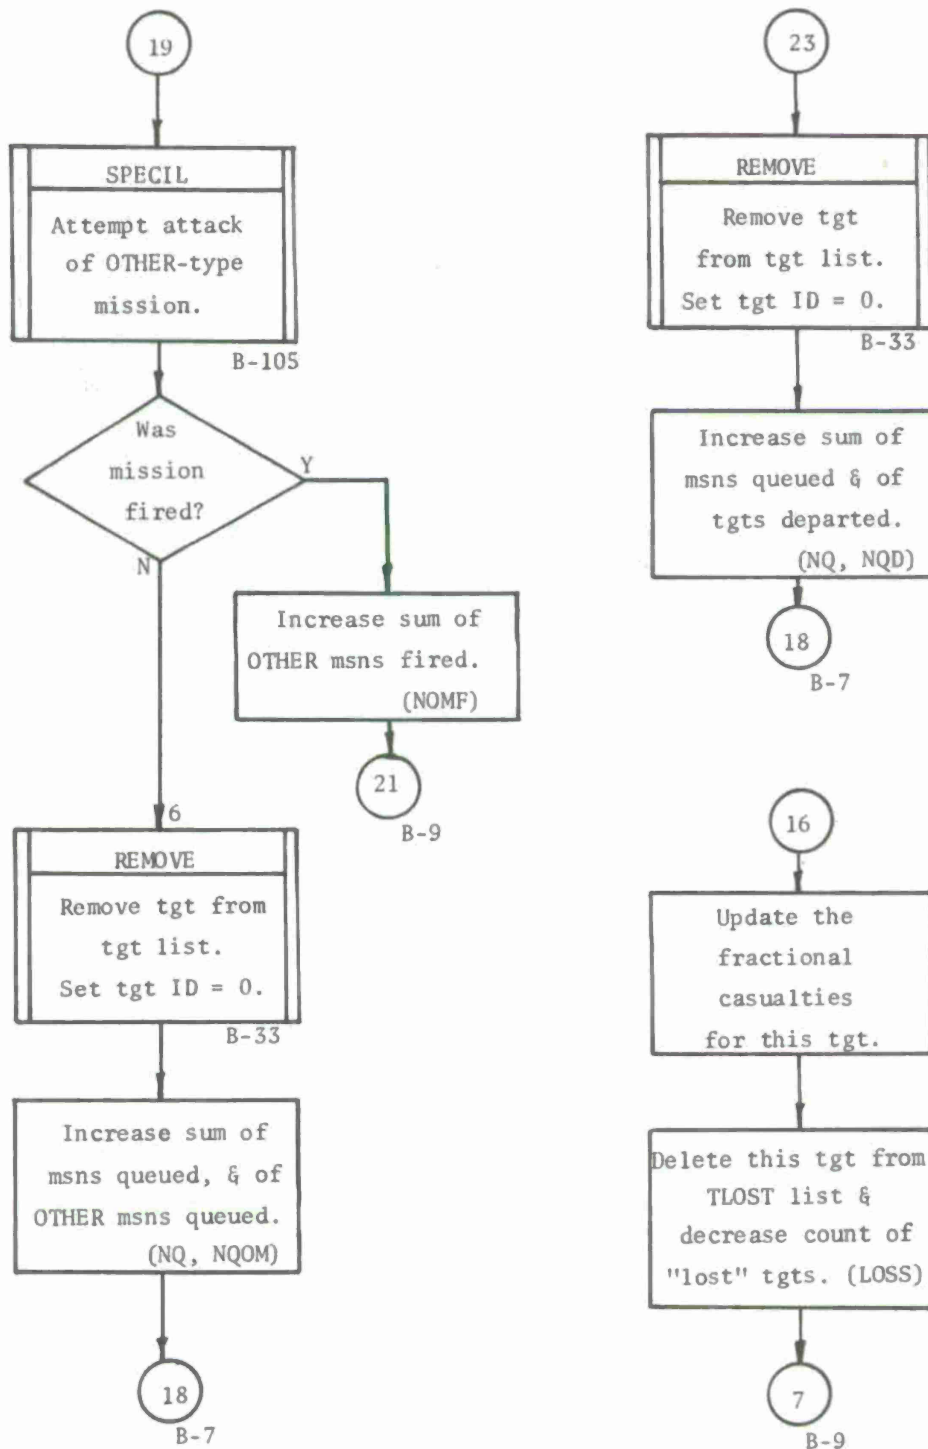 19
SPECIL
Attempt attack
of OTHER-type
mission.
B-105
Was
mission
fired?
Y
N
Increase sum of
OTHER msns fired.
(NOMF)
21
B-9
6
REMOVE
Remove tgt from
tgt list.
Set tgt ID = 0.
B-33
Increase sum of
msns queued, & of
OTHER msns queued.
(NQ, NQOM)
18
B-7
23
REMOVE
Remove tgt
from tgt list.
Set tgt ID = 0.
B-33
Increase sum of
msns queued & of
tgts departed.
(NQ, NQD)
18
B-7
16
Update the
fractional
casualties
for this tgt.
Delete this tgt from
TLOST list &
decrease count of
"lost" tgts. (LOSS)
7
B-9